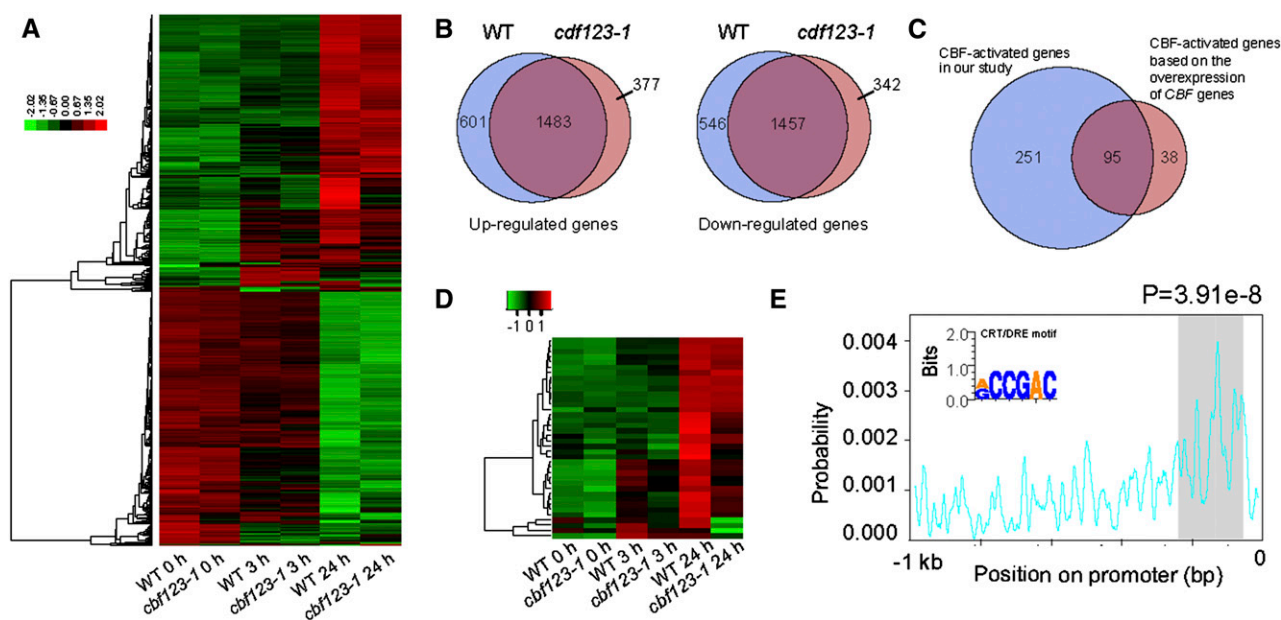 A
-2.02
-1.35
-0.67
0.00
0.67
1.35
2.02
WT 0 h
cbf123-1 0 h
WT 3 h
cbf123-1 3 h
WT 24 h
cbf123-1 24 h
B
WT cdf123-1
601
1483
377
Up-regulated genes
WT cdf123-1
546
1457
342
Down-regulated genes
C
CBF-activated genes
in our study
CBF-activated genes
based on the
overexpression
of CBF genes
251
95
38
D
-1 0 1
WT 0 h
cbf123-1 0 h
WT 3 h
cbf123-1 3 h
WT 24 h
cbf123-1 24 h
E
P=3.91e-8
Probability
0.004
0.003
0.002
0.001
0.000
Bits
2.0
1.0
0.0
CRT/DRE motif
A
GCCGAC
-1 kb
0
Position on promoter (bp)